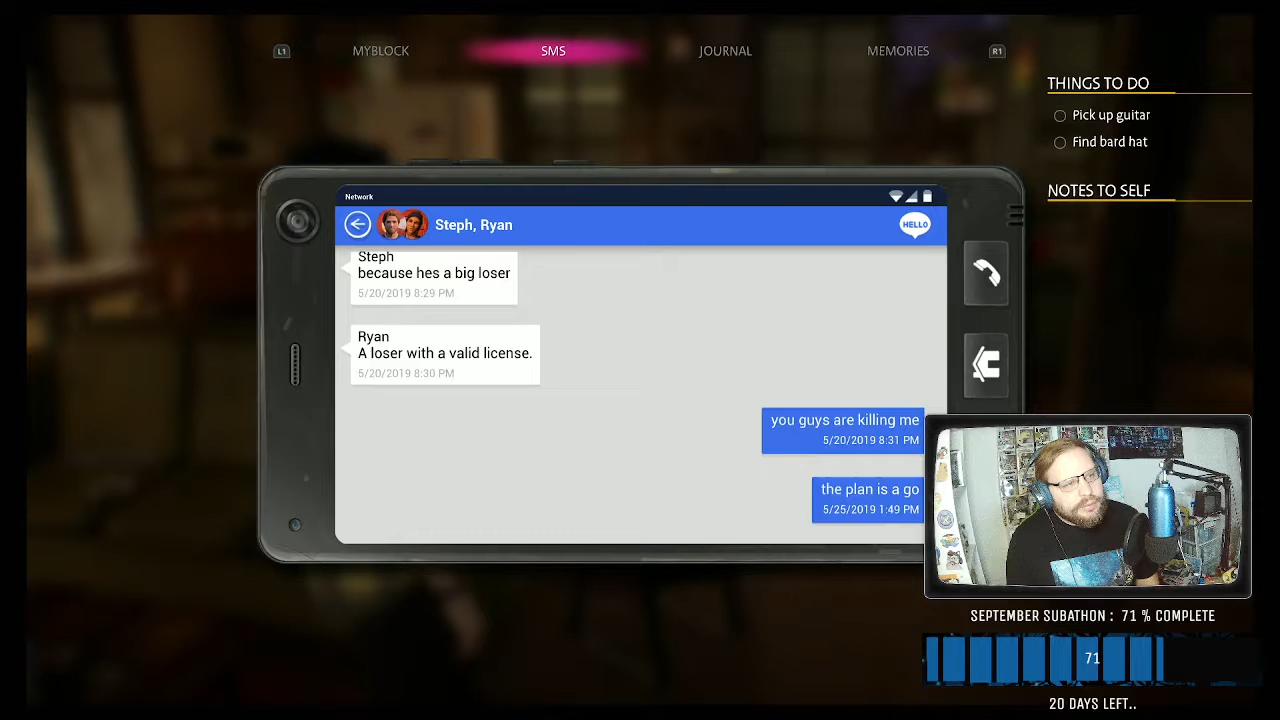 L1
MYBLOCK
SMS
JOURNAL
MEMORIES
R1
THINGS TO DO
Pick up guitar
Find bard hat
NOTES TO SELF
Network
Steph, Ryan
HELLO
Steph
because hes a big loser
5/20/2019 8:29 PM
Ryan
A loser with a valid license.
5/20/2019 8:30 PM
you guys are killing me
5/20/2019 8:31 PM
the plan is a go
5/25/2019 1:49 PM
SEPTEMBER SUBATHON : 71 % COMPLETE
71
20 DAYS LEFT..